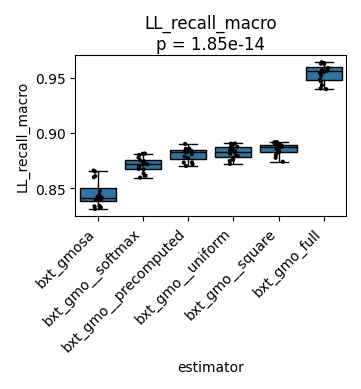 LL_recall_macro
p = 1.85e-14
LL_recall_macro
0.95
0.90
0.85
bxt_gmosa
bxt_gmo__softmax
bxt_gmo__precomputed
bxt_gmo__uniform
bxt_gmo__square
bxt_gmo_full
estimator